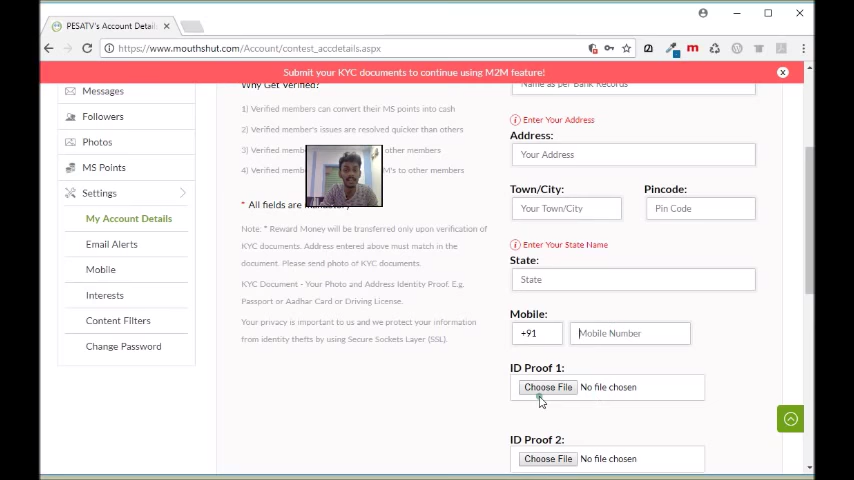 PESATV's Account Detail
https://www.mouthshut.com/Account/contest_accdetails.aspx
Submit your KYC documents to continue using M2M feature!
Messages
Followers
Photos
MS Points
Settings
My Account Details
Email Alerts
Mobile
Interests
Content Filters
Change Password
Why Get Verified?
1) Verified members can convert their MS points into cash
2) Verified member's issues are resolved quicker than others
3) Verified memb other members
4) Verified memb M's to other members
* All fields are mandatory
Note: * Reward Money will be transferred only upon verification of
KYC documents. Address entered above must match in the
document. Please send photo of KYC documents.
KYC Document - Your Photo and Address Identity Proof. E.g.
Passport or Aadhar Card or Driving License.
Your privacy is important to us and we protect your information
from identity thefts by using Secure Sockets Layer (SSL).
Name as per Bank Records
Enter Your Address
Address:
Your Address
Town/City: Pincode:
Your Town/City Pin Code
Enter Your State Name
State:
State
Mobile:
+91 Mobile Number
ID Proof 1:
Choose File No file chosen
ID Proof 2:
Choose File No file chosen